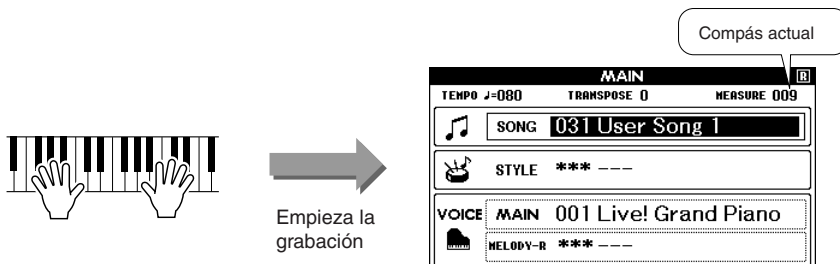 Compás actual
MAIN R
TEMPO ♩=080 TRANSPOSE 0 MEASURE 009
SONG 031 User Song 1
STYLE *** ---
VOICE MAIN 001 Live! Grand Piano
MELODY-R *** ---
Empieza la
grabación